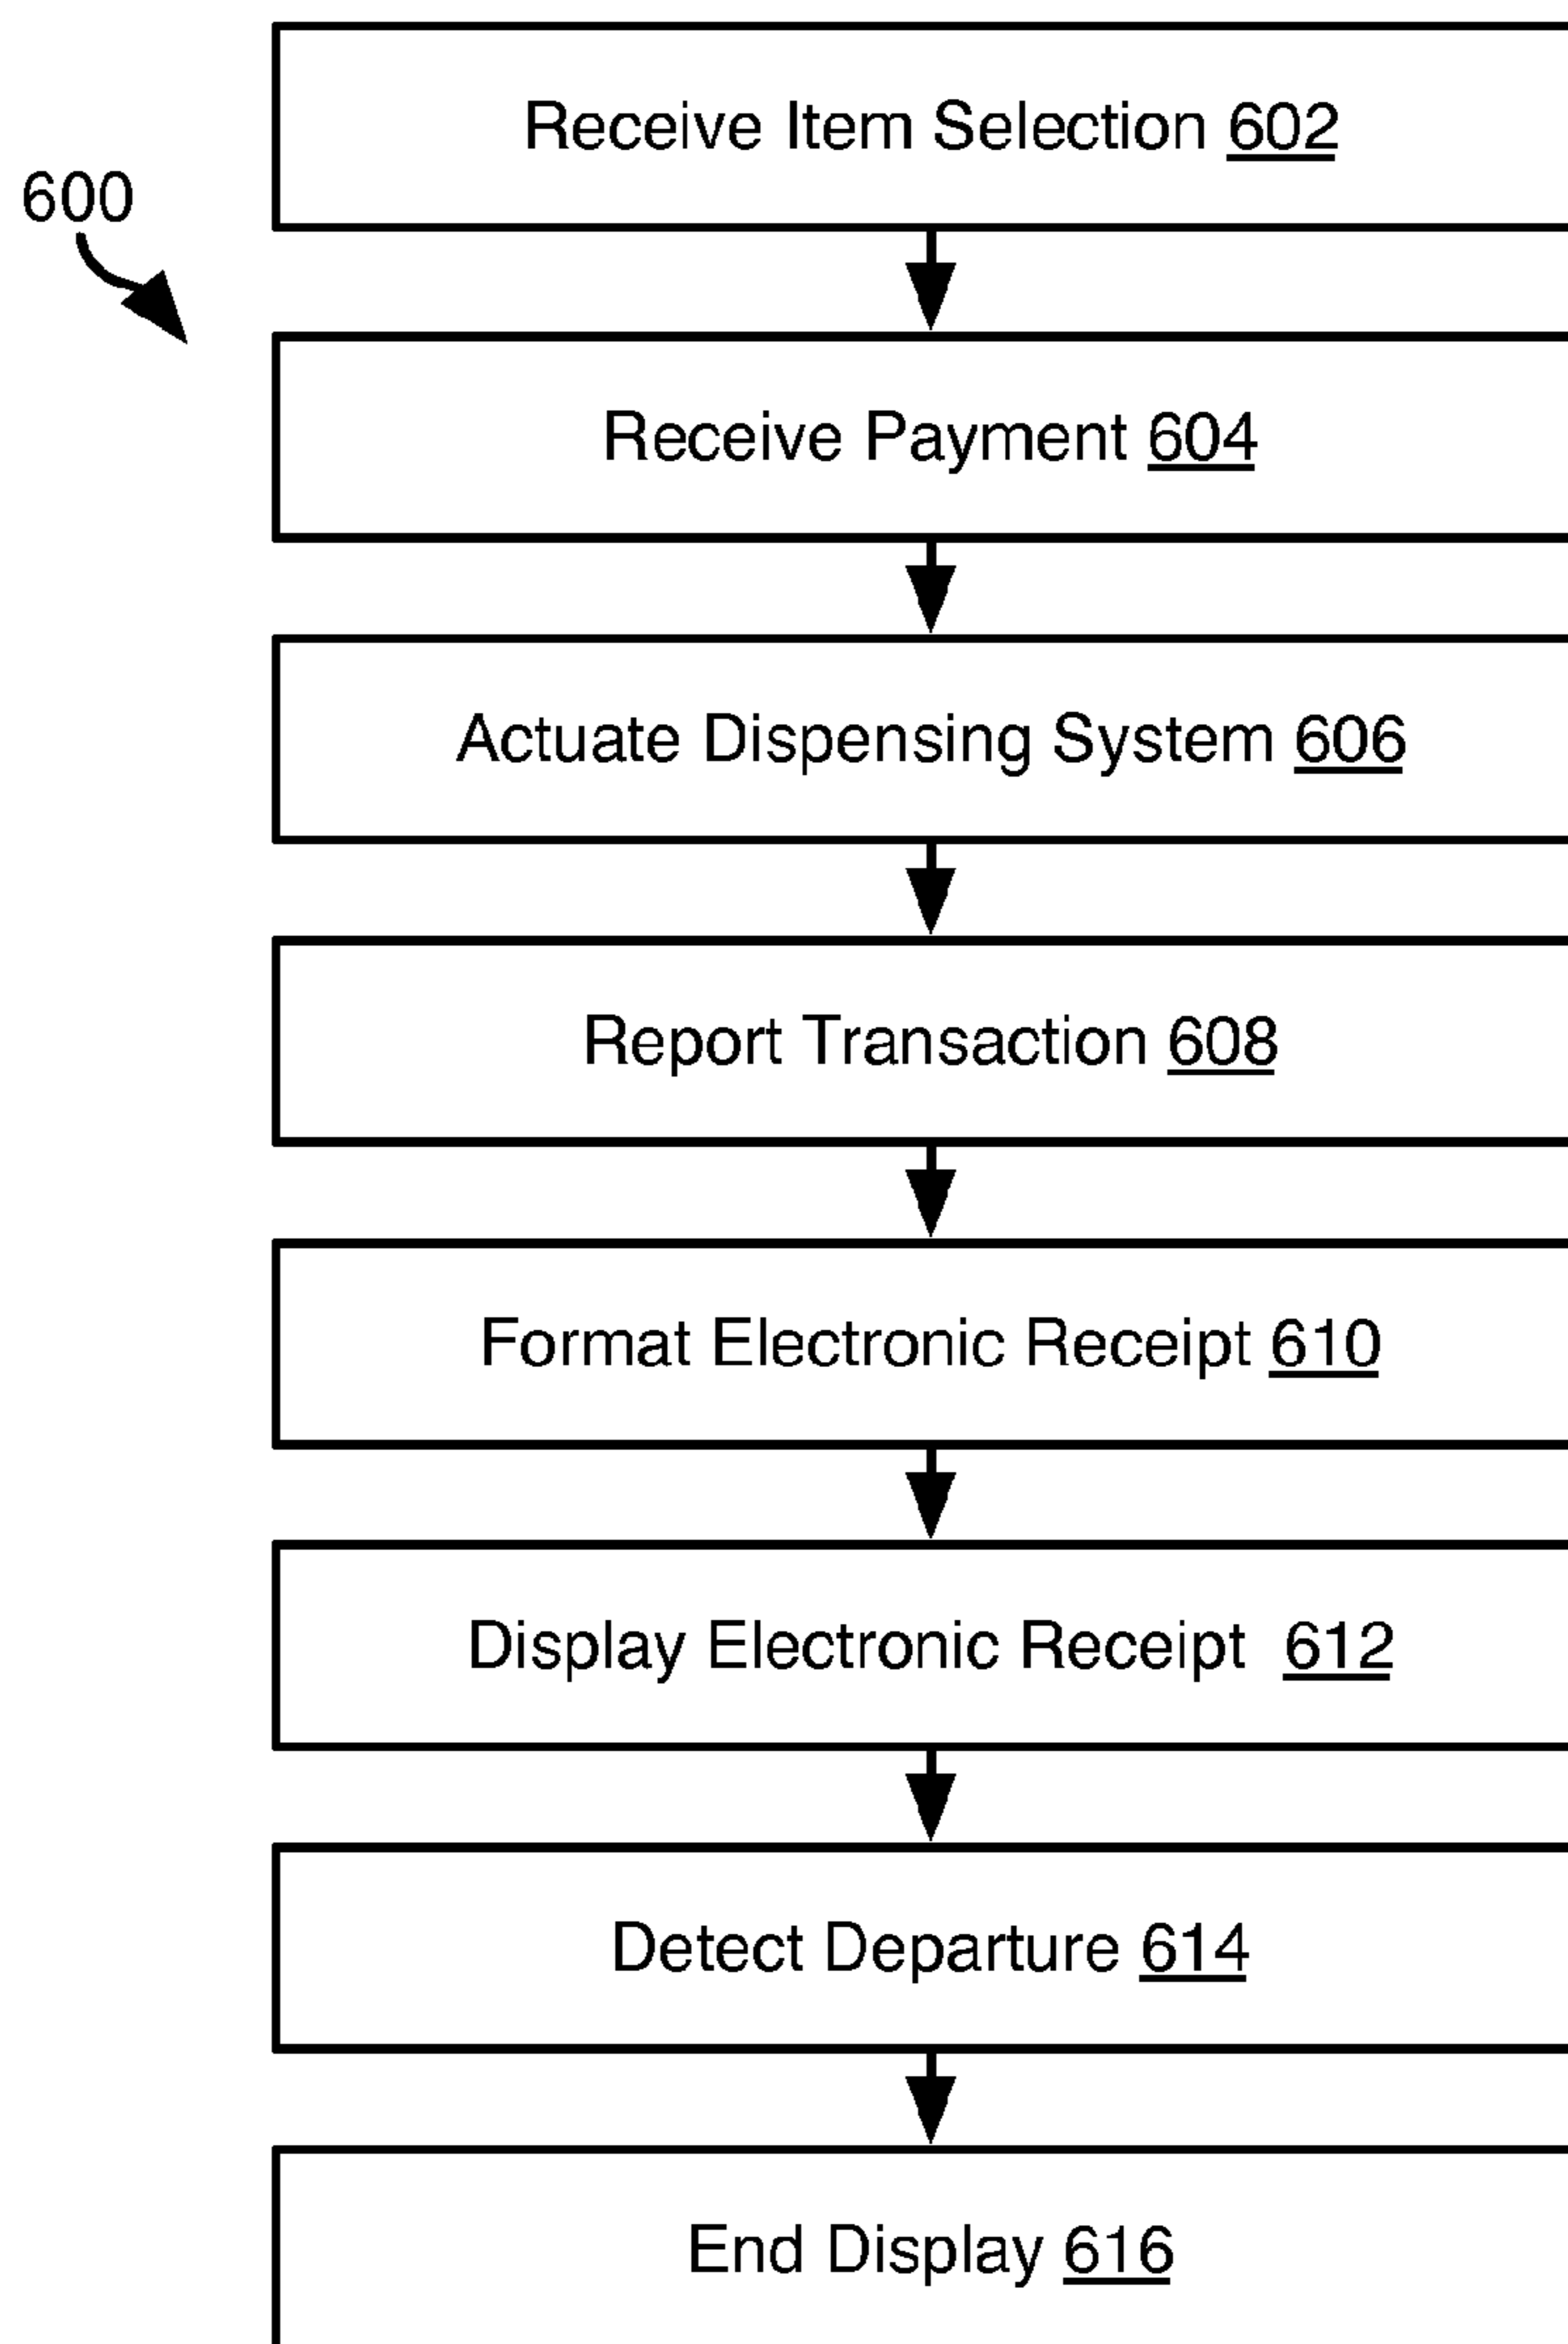 Receive Item Selection 602
600
Receive Payment 604
Actuate Dispensing System 606
Report Transaction 608
Format Electronic Receipt 610
Display Electronic Receipt 612
Detect Departure 614
End Display 616